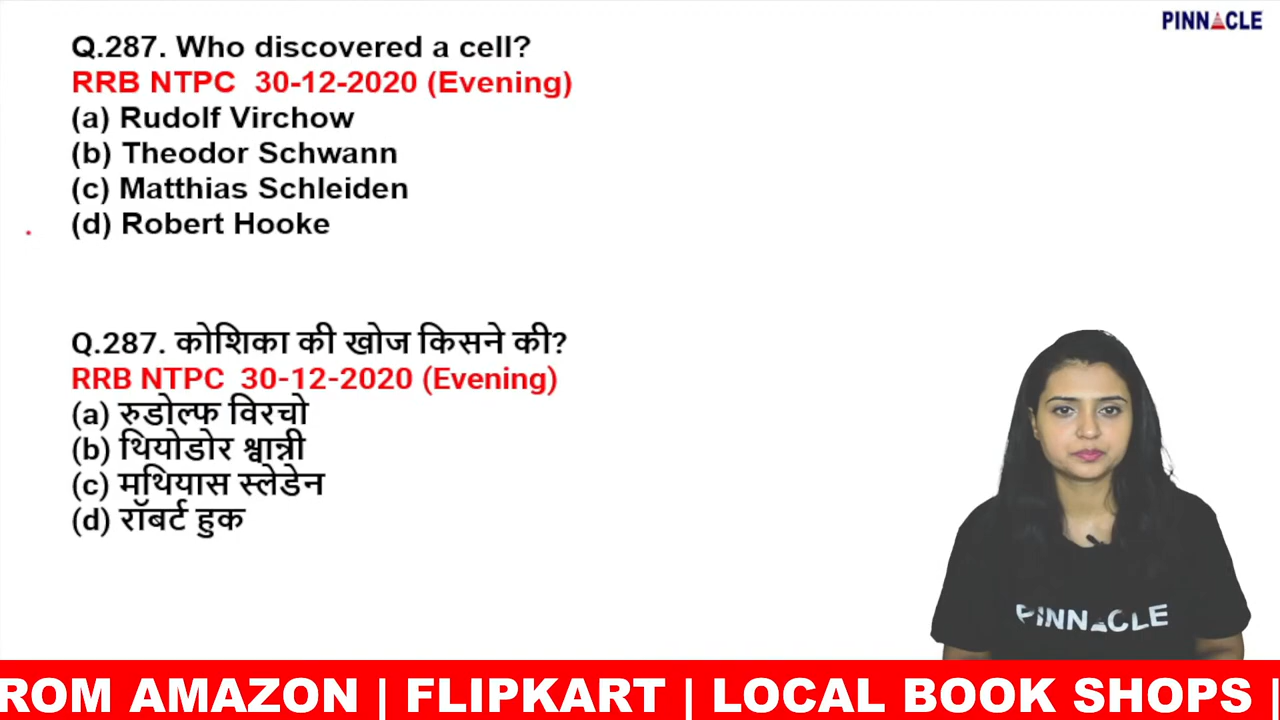 PINNACLE
Q.287. Who discovered a cell?
RRB NTPC 30-12-2020 (Evening)
(a) Rudolf Virchow
(b) Theodor Schwann
(c) Matthias Schleiden
(d) Robert Hooke
Q.287. कोशिका की खोज किसने की?
RRB NTPC 30-12-2020 (Evening)
(a) रुडोल्फ विरचो
(b) थियोडोर श्वान्नी
(c) मथियास स्लेडेन
(d) रॉबर्ट हुक
PINNACLE
ROM AMAZON | FLIPKART | LOCAL BOOK SHOPS |